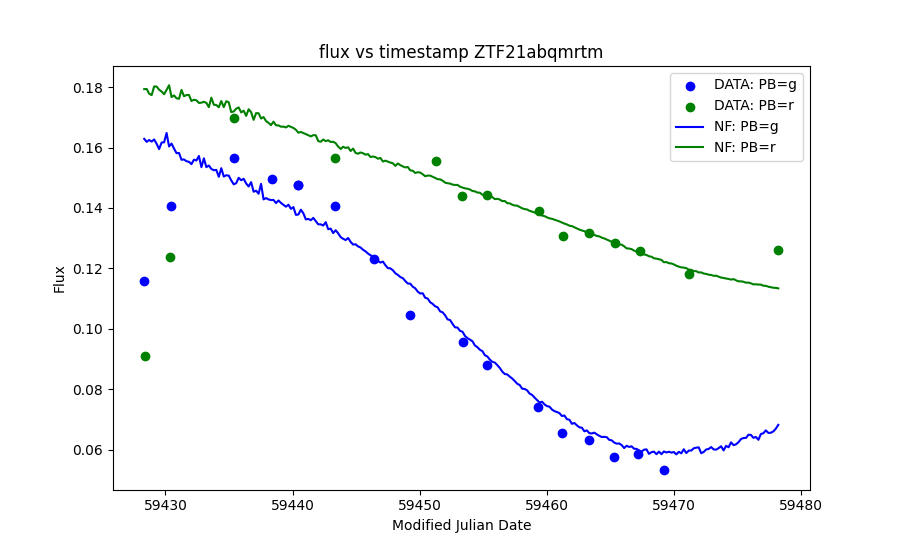 flux vs timestamp ZTF21abqmrtm
DATA: PB=g
DATA: PB=r
NF: PB=g
NF: PB=r
0.18
0.16
0.14
0.12
0.10
0.08
0.06
Flux
59430
59440
59450
59460
59470
59480
Modified Julian Date